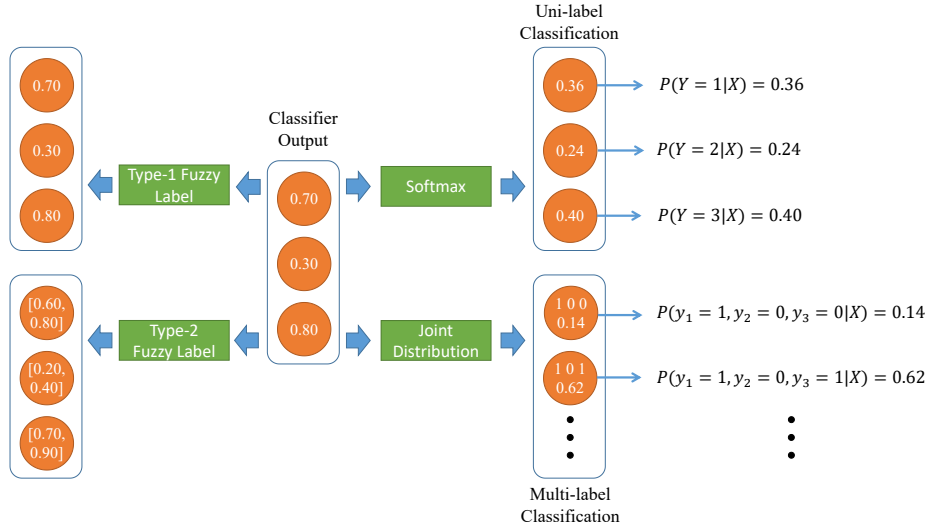 Uni-label
Classification
0.70
0.30
0.80
Type-1 Fuzzy
Label
Classifier
Output
0.70
0.30
0.80
Softmax
0.36
0.24
0.40
P(Y = 1|X) = 0.36
P(Y = 2|X) = 0.24
P(Y = 3|X) = 0.40
[0.60,
0.80]
[0.20,
0.40]
[0.70,
0.90]
Type-2
Fuzzy Label
Joint
Distribution
1 0 0
0.14
1 0 1
0.62
P(y₁ = 1, y₂ = 0, y₃ = 0|X) = 0.14
P(y₁ = 1, y₂ = 0, y₃ = 1|X) = 0.62
Multi-label
Classification